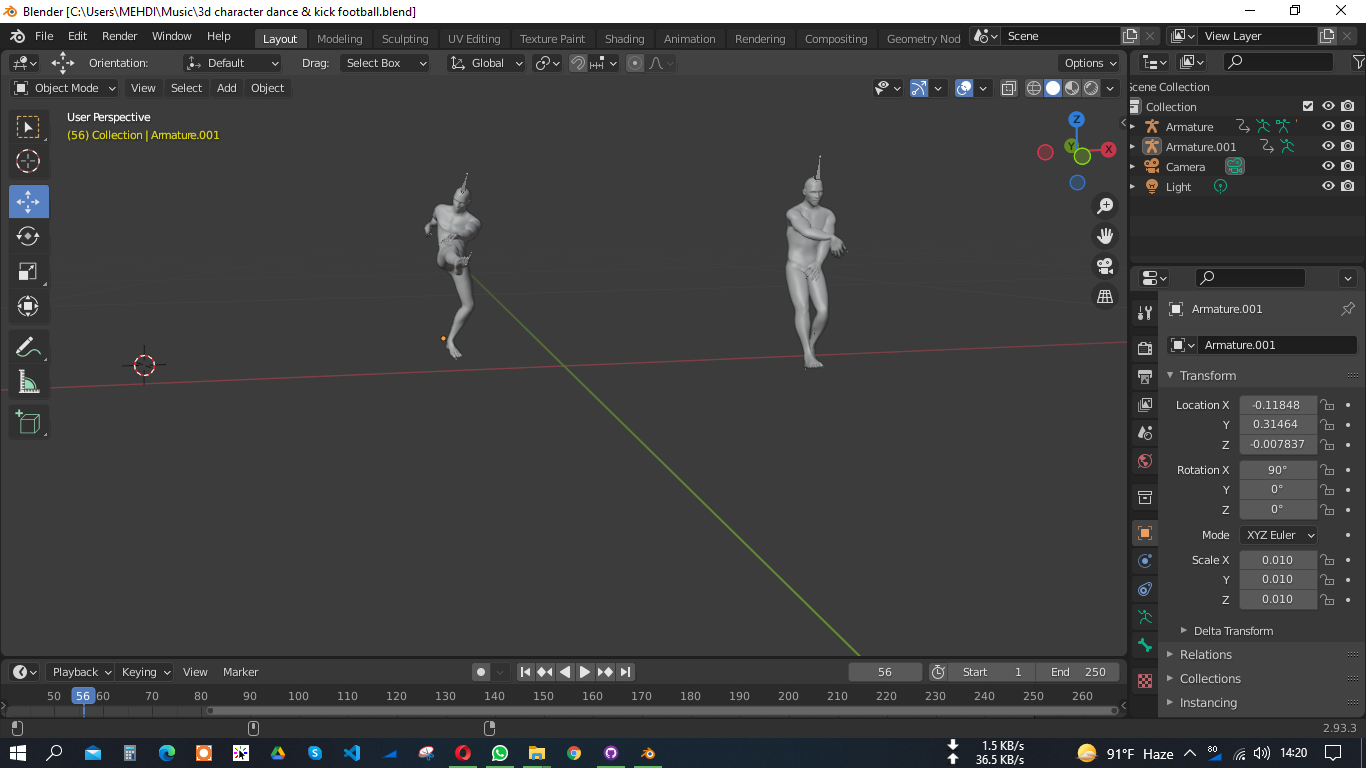 Blender [C:\Users\MEHDI\Music\3d character dance & kick football.blend]
File Edit Render Window Help Layout Modeling Sculpting UV Editing Texture Paint Shading Animation Rendering Compositing Geometry Nod Scene View Layer
Orientation: Default Drag: Select Box Global Options
Object Mode View Select Add Object
User Perspective
(56) Collection | Armature.001
Z
Y
X
Scene Collection
Collection
Armature
Armature.001
Camera
Light
Armature.001
Armature.001
Transform
Location X -0.11848
Y 0.31464
Z -0.007837
Rotation X 90°
Y 0°
Z 0°
Mode XYZ Euler
Scale X 0.010
Y 0.010
Z 0.010
Delta Transform
Relations
Collections
Instancing
Playback Keying View Marker 56 Start 1 End 250
50 56 60 70 80 90 100 110 120 130 140 150 160 170 180 190 200 210 220 230 240 250 260
2.93.3
1.5 KB/s
36.5 KB/s
91°F Haze 80 14:20